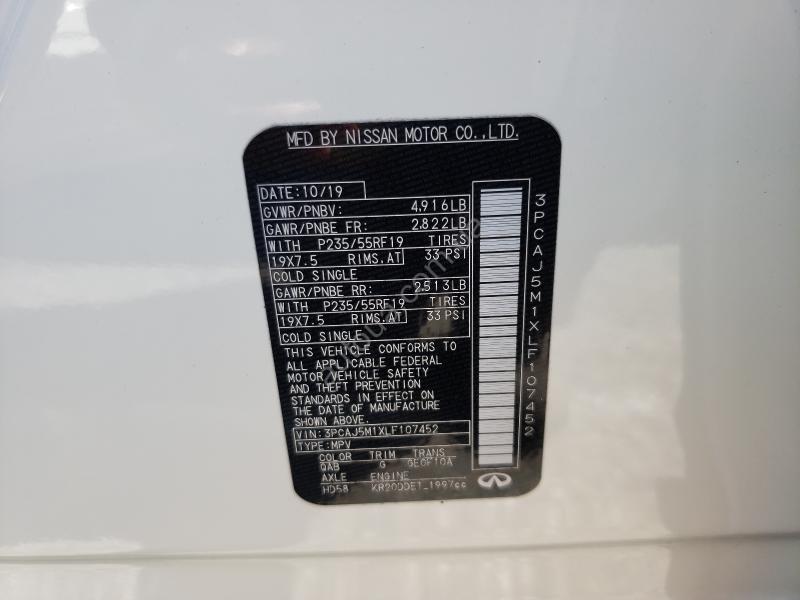 MFD BY NISSAN MOTOR CO.,LTD.
DATE:10/19
GVWR/PNBV: 4,916LB
GAWR/PNBE FR: 2,822LB
WITH P235/55RF19 TIRES
19X7.5 RIMS.AT 33 PSI
COLD SINGLE
GAWR/PNBE RR: 2,513LB
WITH P235/55RF19 TIRES
19X7.5 RIMS.AT 33 PSI
COLD SINGLE
THIS VEHICLE CONFORMS TO
ALL APPLICABLE FEDERAL
MOTOR VEHICLE SAFETY
AND THEFT PREVENTION
STANDARDS IN EFFECT ON
THE DATE OF MANUFACTURE
SHOWN ABOVE.
VIN: 3PCAJ5M1XLF107452
TYPE: MPV
COLOR TRIM TRANS
QAB G GE0F10A
AXLE ENGINE
HD58 KR20DDET 1997cc
3PCAJ5M1XLF107452